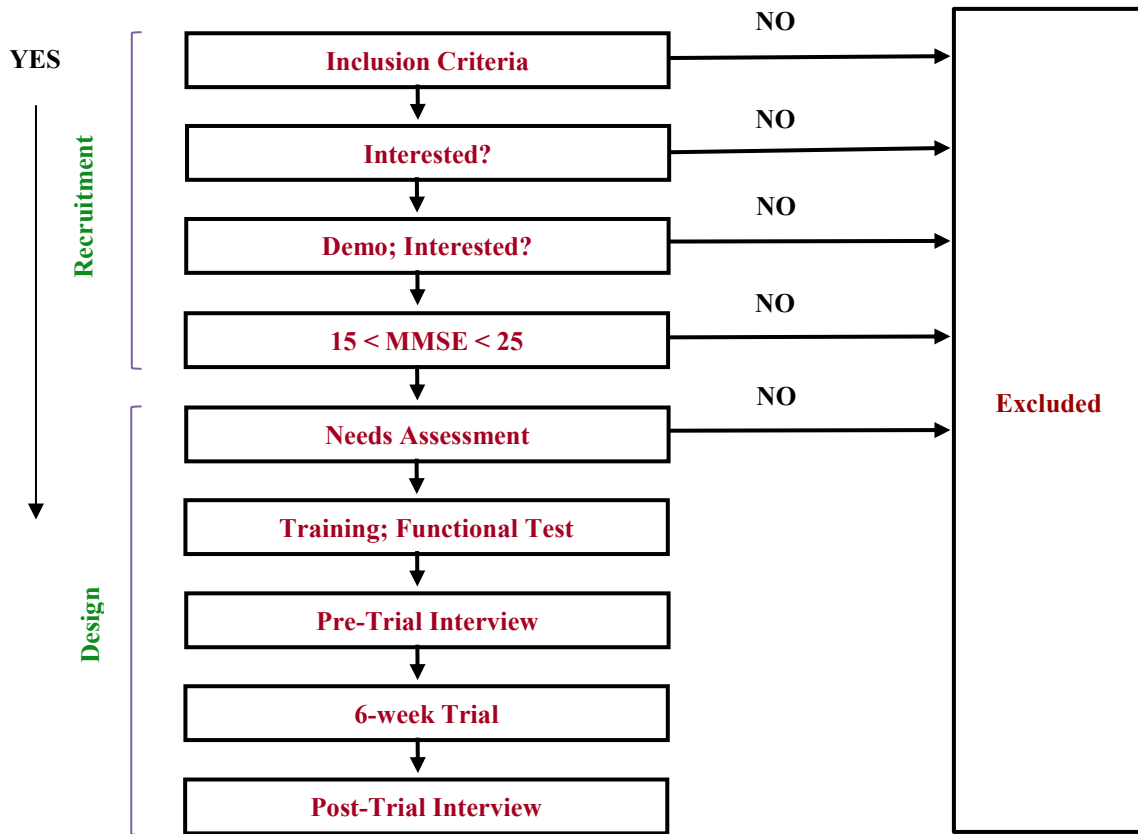 YES
Recruitment
Inclusion Criteria
NO
Interested?
NO
Demo; Interested?
NO
15 < MMSE < 25
NO
Design
Needs Assessment
NO
Training; Functional Test
Pre-Trial Interview
6-week Trial
Post-Trial Interview
Excluded